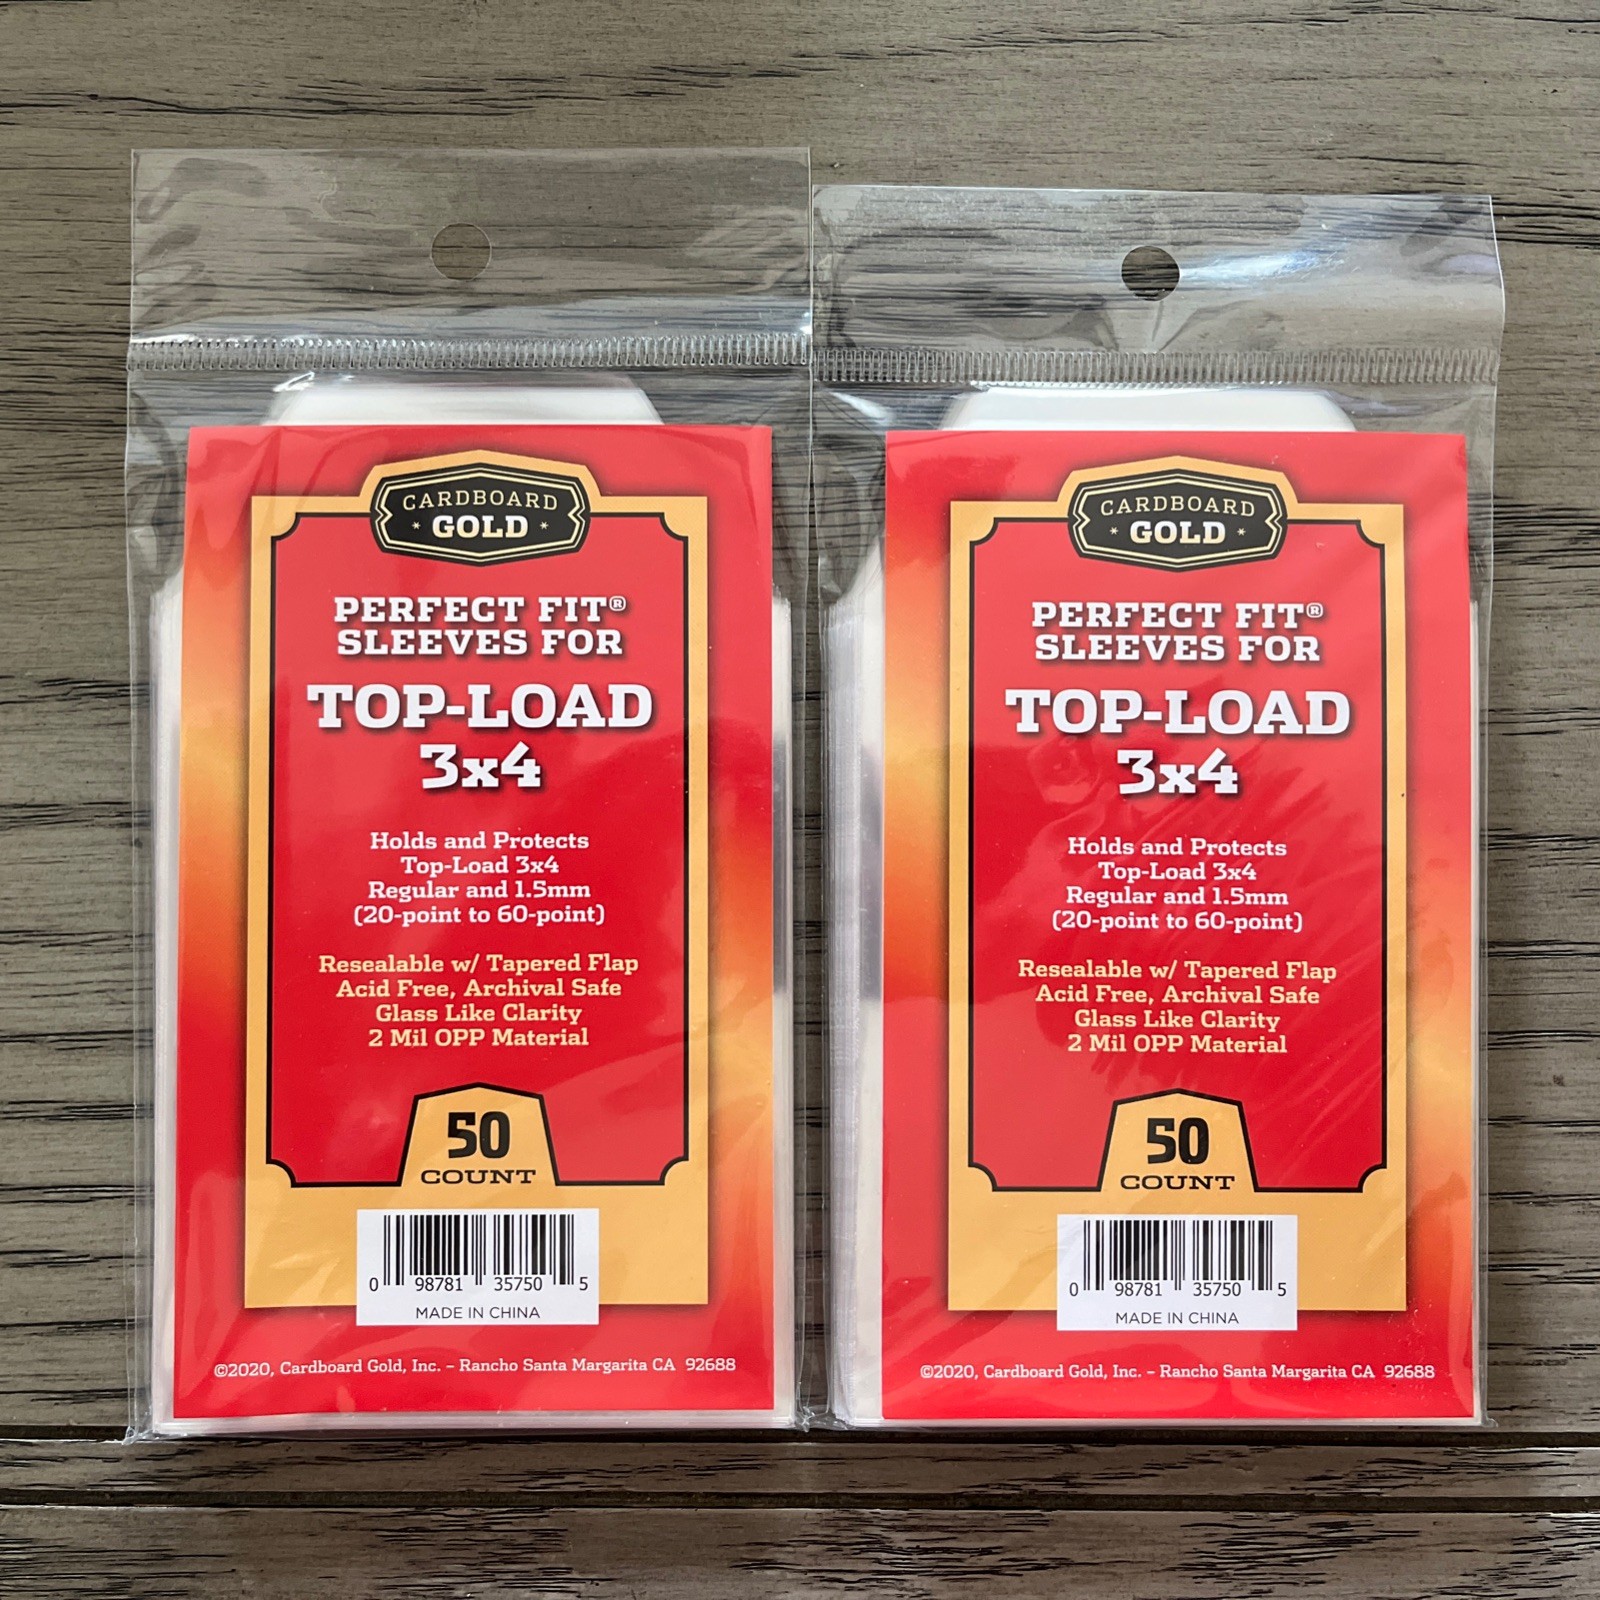 CARDBOARD
* GOLD *
PERFECT FIT®
SLEEVES FOR
TOP-LOAD
3x4
Holds and Protects
Top-Load 3x4
Regular and 1.5mm
(20-point to 60-point)
Resealable w/ Tapered Flap
Acid Free, Archival Safe
Glass Like Clarity
2 Mil OPP Material
50
COUNT
0 98781 35750 5
MADE IN CHINA
©2020, Cardboard Gold, Inc. – Rancho Santa Margarita CA 92688
CARDBOARD
* GOLD *
PERFECT FIT®
SLEEVES FOR
TOP-LOAD
3x4
Holds and Protects
Top-Load 3x4
Regular and 1.5mm
(20-point to 60-point)
Resealable w/ Tapered Flap
Acid Free, Archival Safe
Glass Like Clarity
2 Mil OPP Material
50
COUNT
0 98781 35750 5
MADE IN CHINA
©2020, Cardboard Gold, Inc. – Rancho Santa Margarita CA 92688